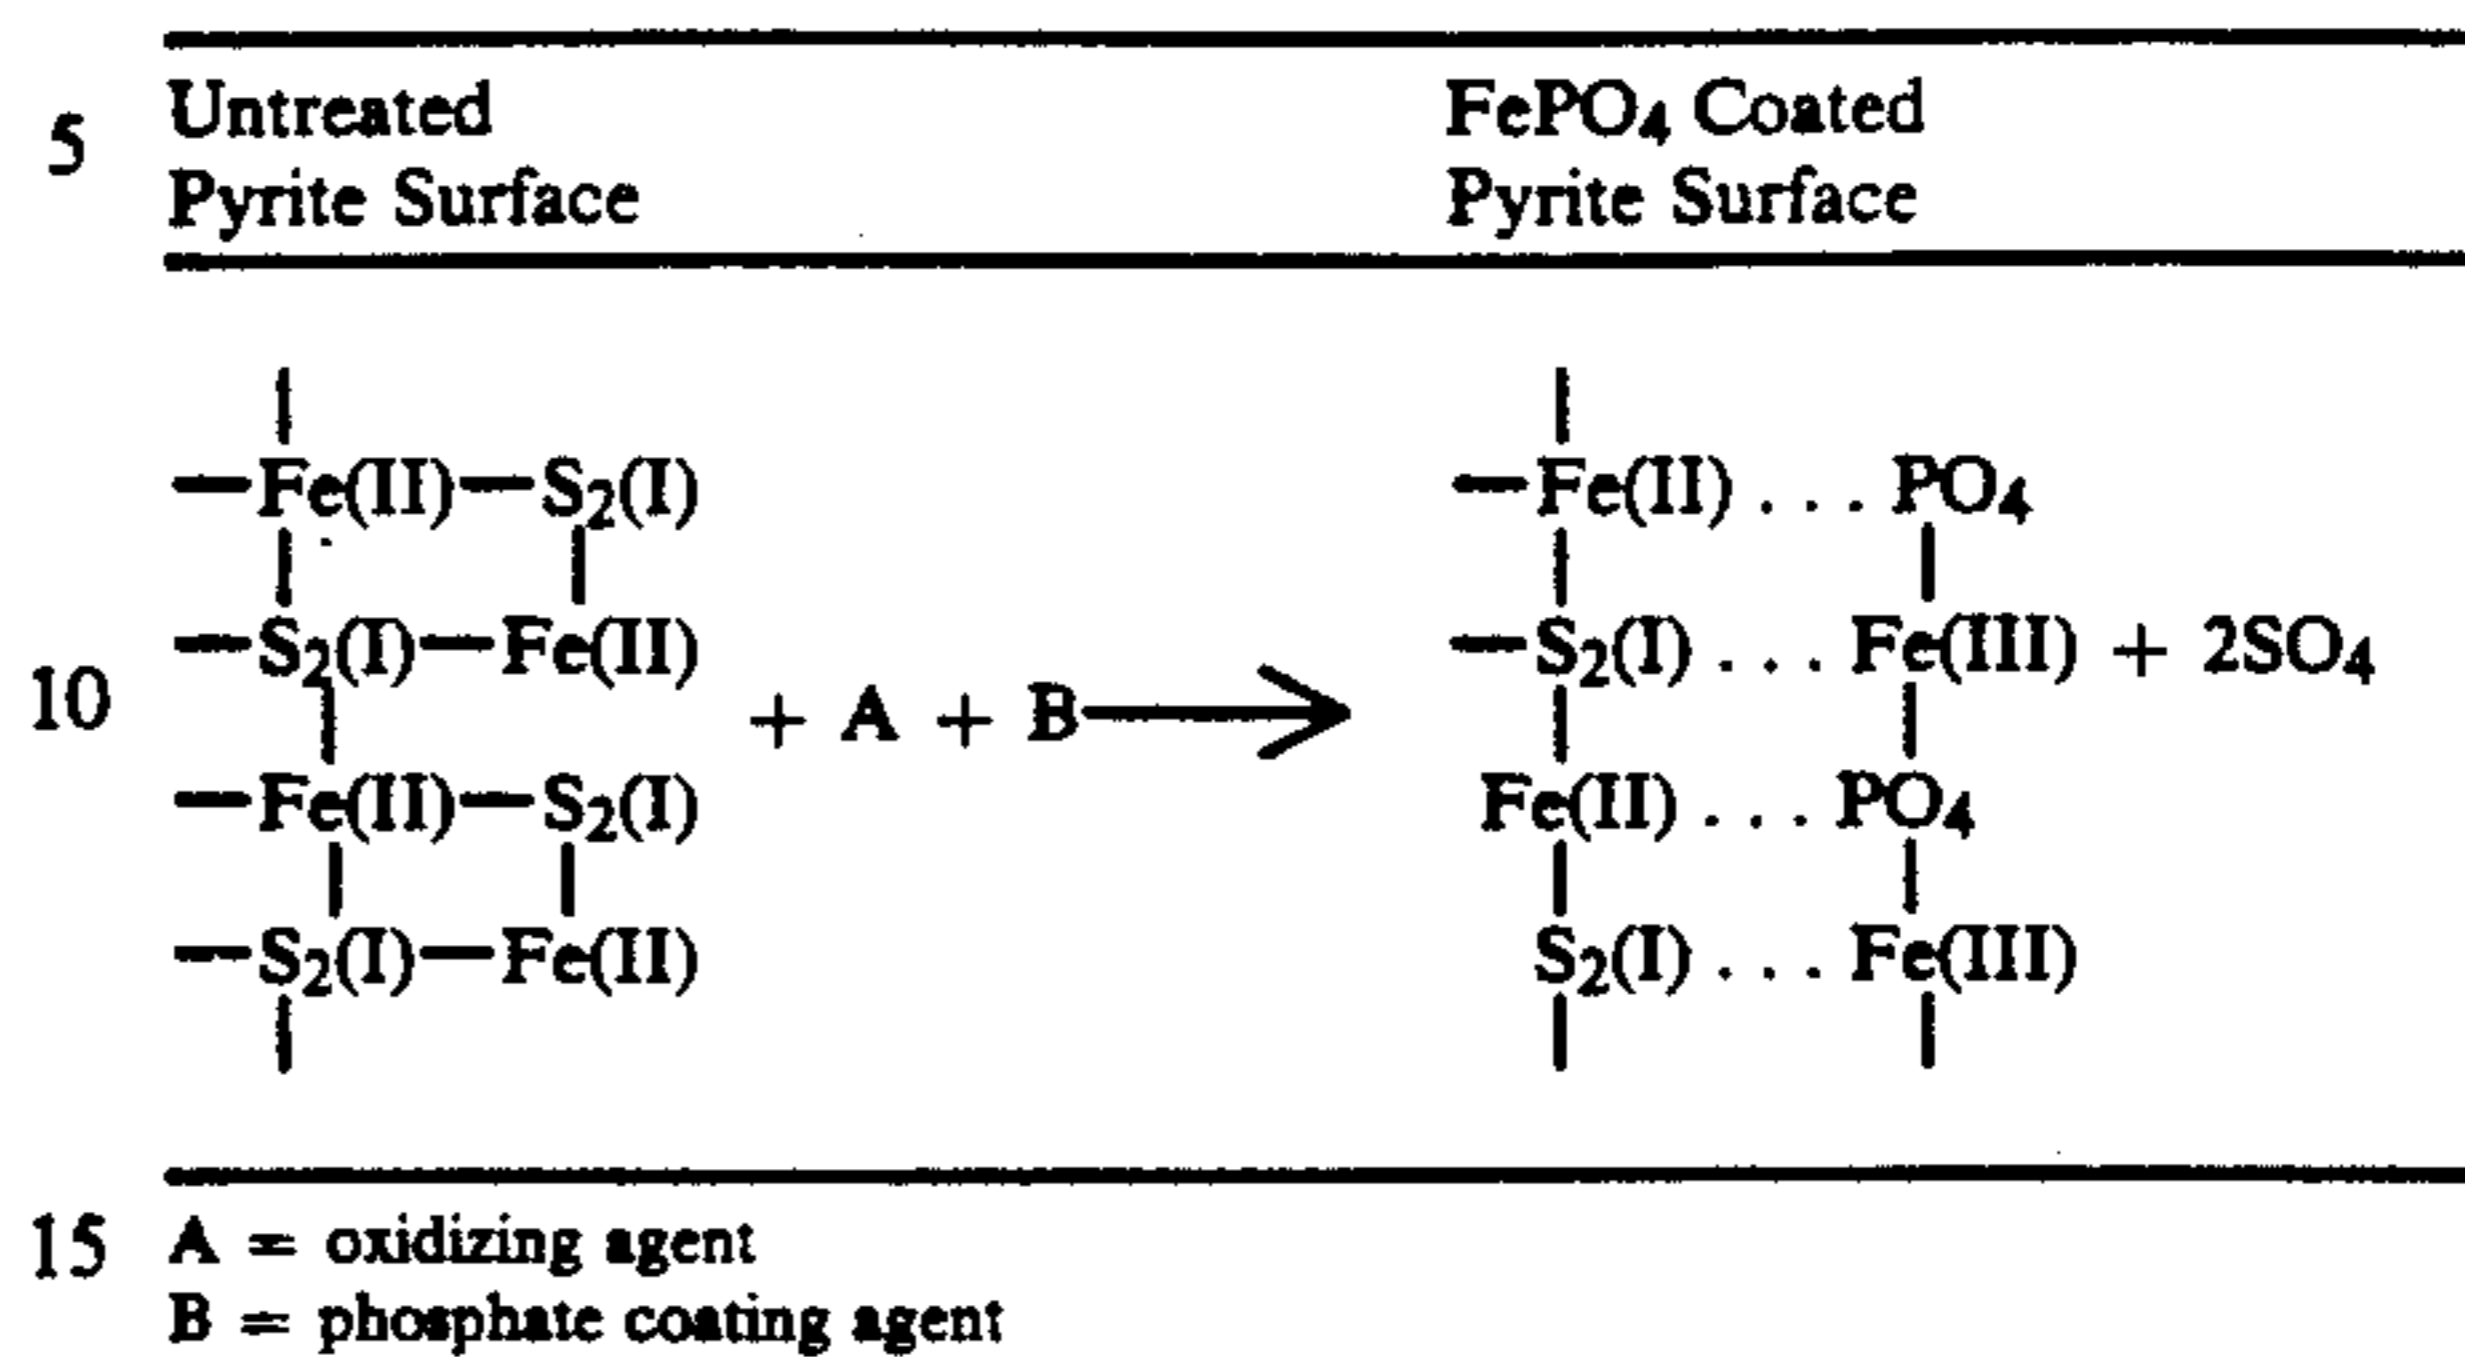 5 Untreated FePO4 Coated
Pyrite Surface Pyrite Surface
—Fe(II)—S2(I) —Fe(II) . . . PO4
—S2(I)—Fe(II) —S2(I) . . . Fe(III) + 2SO4
10 + A + B
—Fe(II)—S2(I) Fe(II) . . . PO4
—S2(I)—Fe(II) S2(I) . . . Fe(III)
15 A = oxidizing agent
B = phosphate coating agent